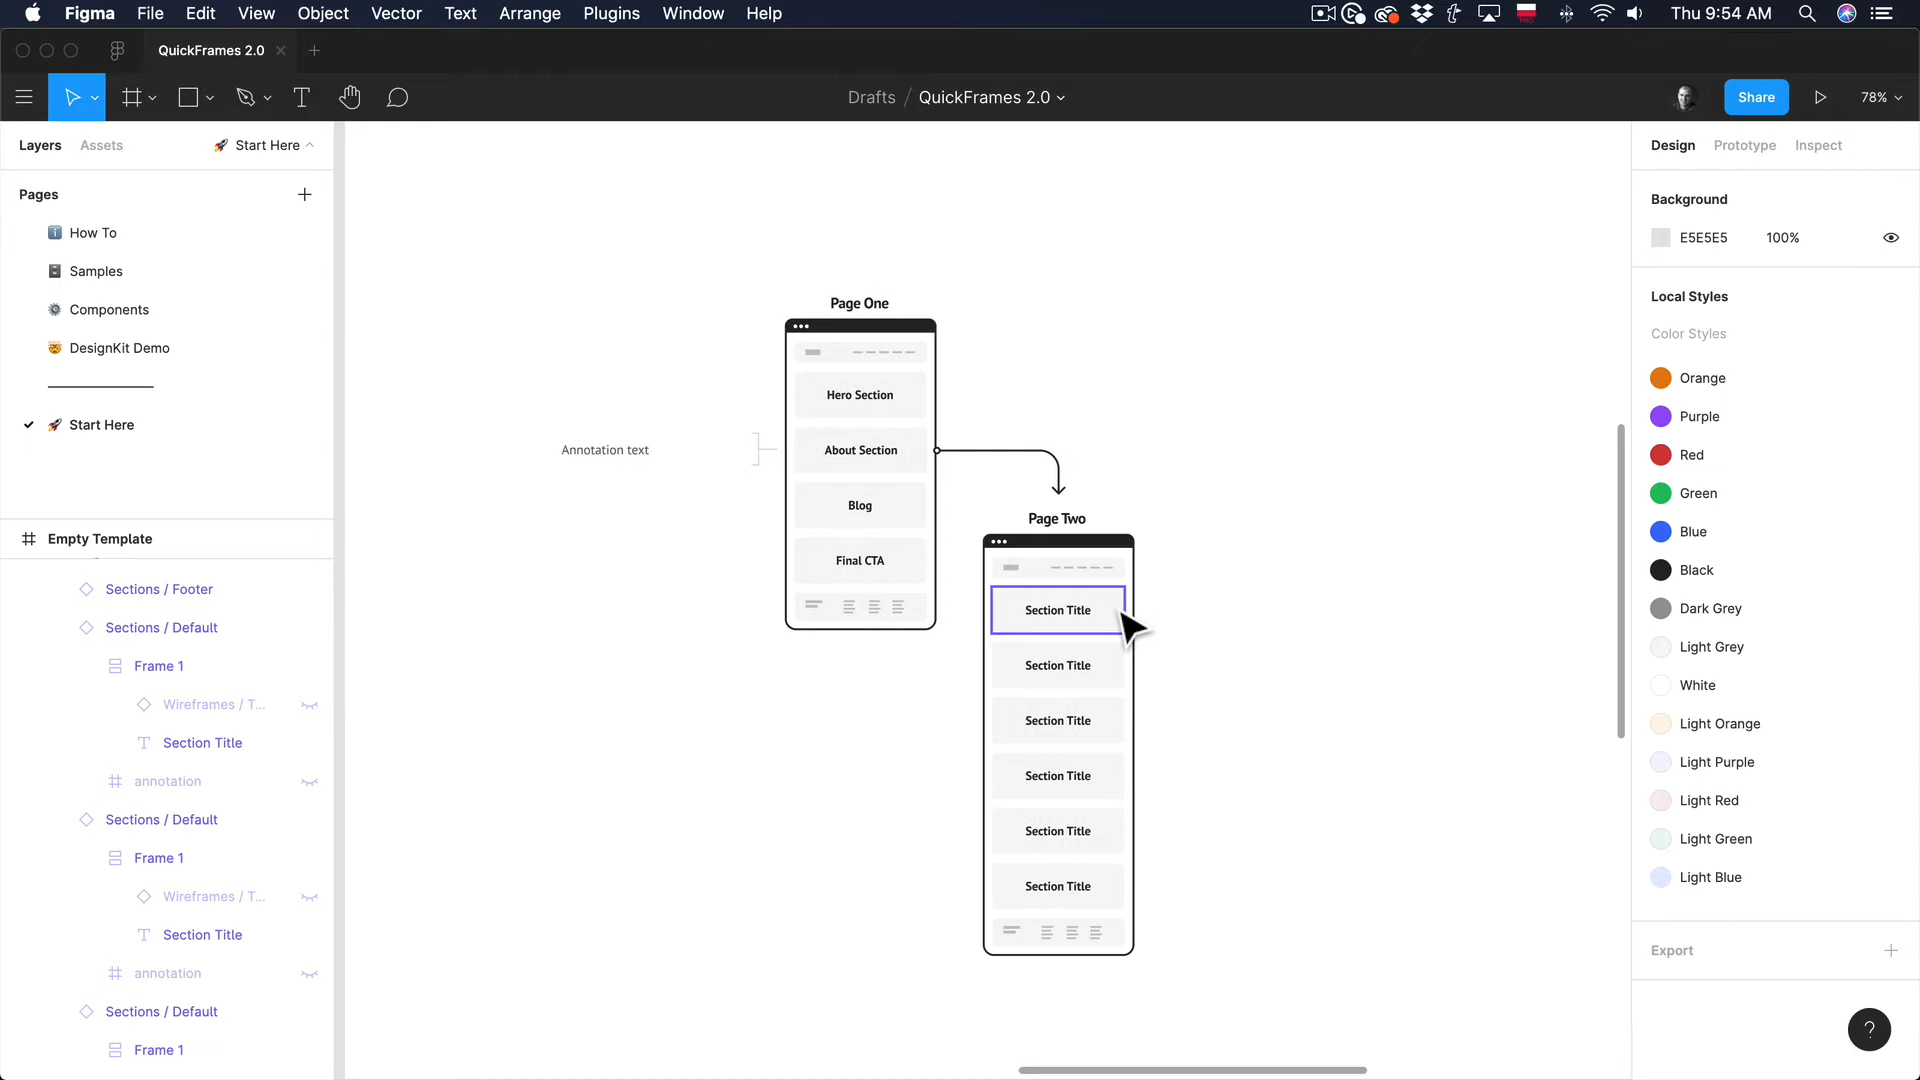 Figma File Edit View Object Vector Text Arrange Plugins Window Help Thu 9:54 AM
QuickFrames 2.0
Drafts / QuickFrames 2.0
Share
78%
Layers Assets Start Here
Pages
How To
Samples
Components
DesignKit Demo
Start Here
Empty Template
Sections / Footer
Sections / Default
Frame 1
Wireframes / T...
Section Title
annotation
Sections / Default
Frame 1
Wireframes / T...
Section Title
annotation
Sections / Default
Frame 1
Page One
Hero Section
Annotation text
About Section
Blog
Final CTA
Page Two
Section Title
Section Title
Section Title
Section Title
Section Title
Section Title
Design Prototype Inspect
Background
E5E5E5 100%
Local Styles
Color Styles
Orange
Purple
Red
Green
Blue
Black
Dark Grey
Light Grey
White
Light Orange
Light Purple
Light Red
Light Green
Light Blue
Export
?